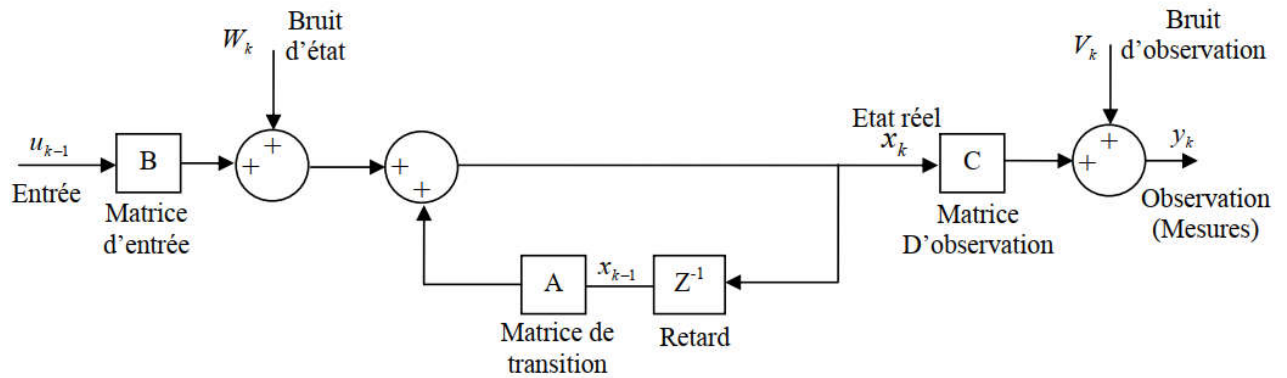 Bruit
d'état
W_k
Bruit
d'observation
V_k
u_{k-1}
B
+
+
+
+
Etat réel
x_k
C
+
+
y_k
Entrée
Matrice
d'entrée
Matrice
D'observation
Observation
(Mesures)
A
x_{k-1}
Z^{-1}
Matrice de
transition
Retard